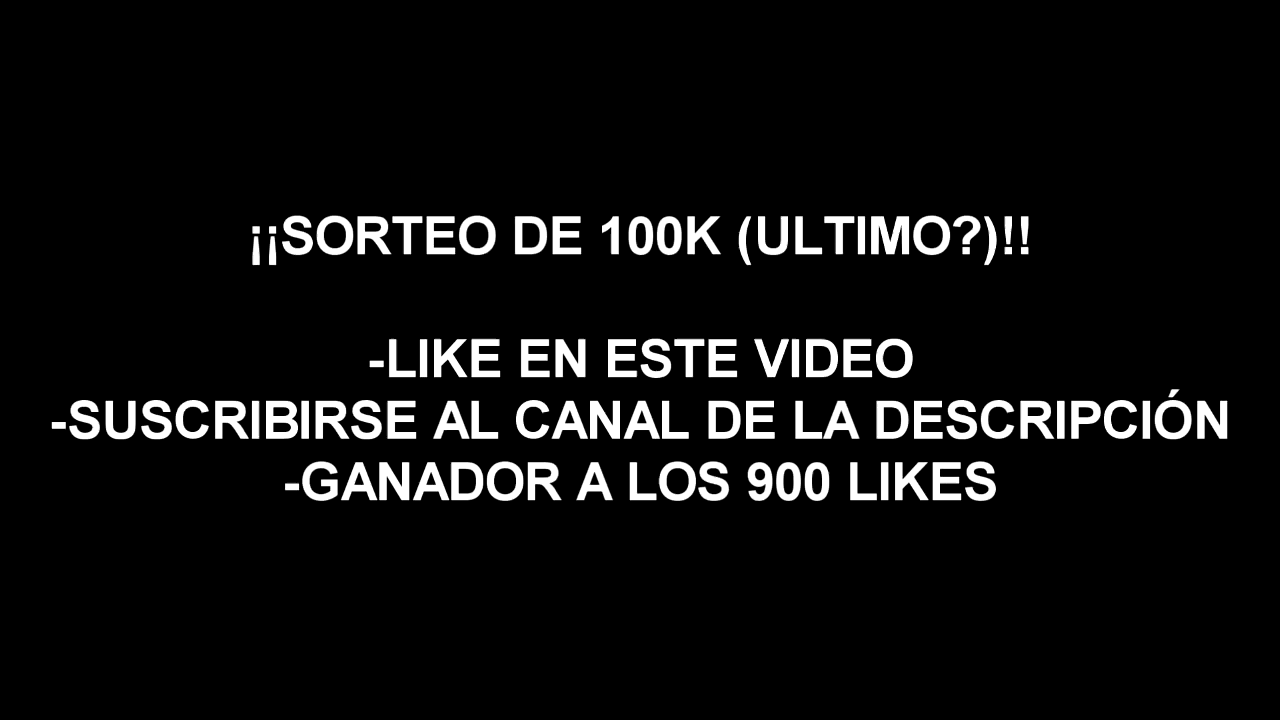 ¡¡SORTEO DE 100K (ULTIMO?)!!
-LIKE EN ESTE VIDEO
-SUSCRIBIRSE AL CANAL DE LA DESCRIPCIÓN
-GANADOR A LOS 900 LIKES